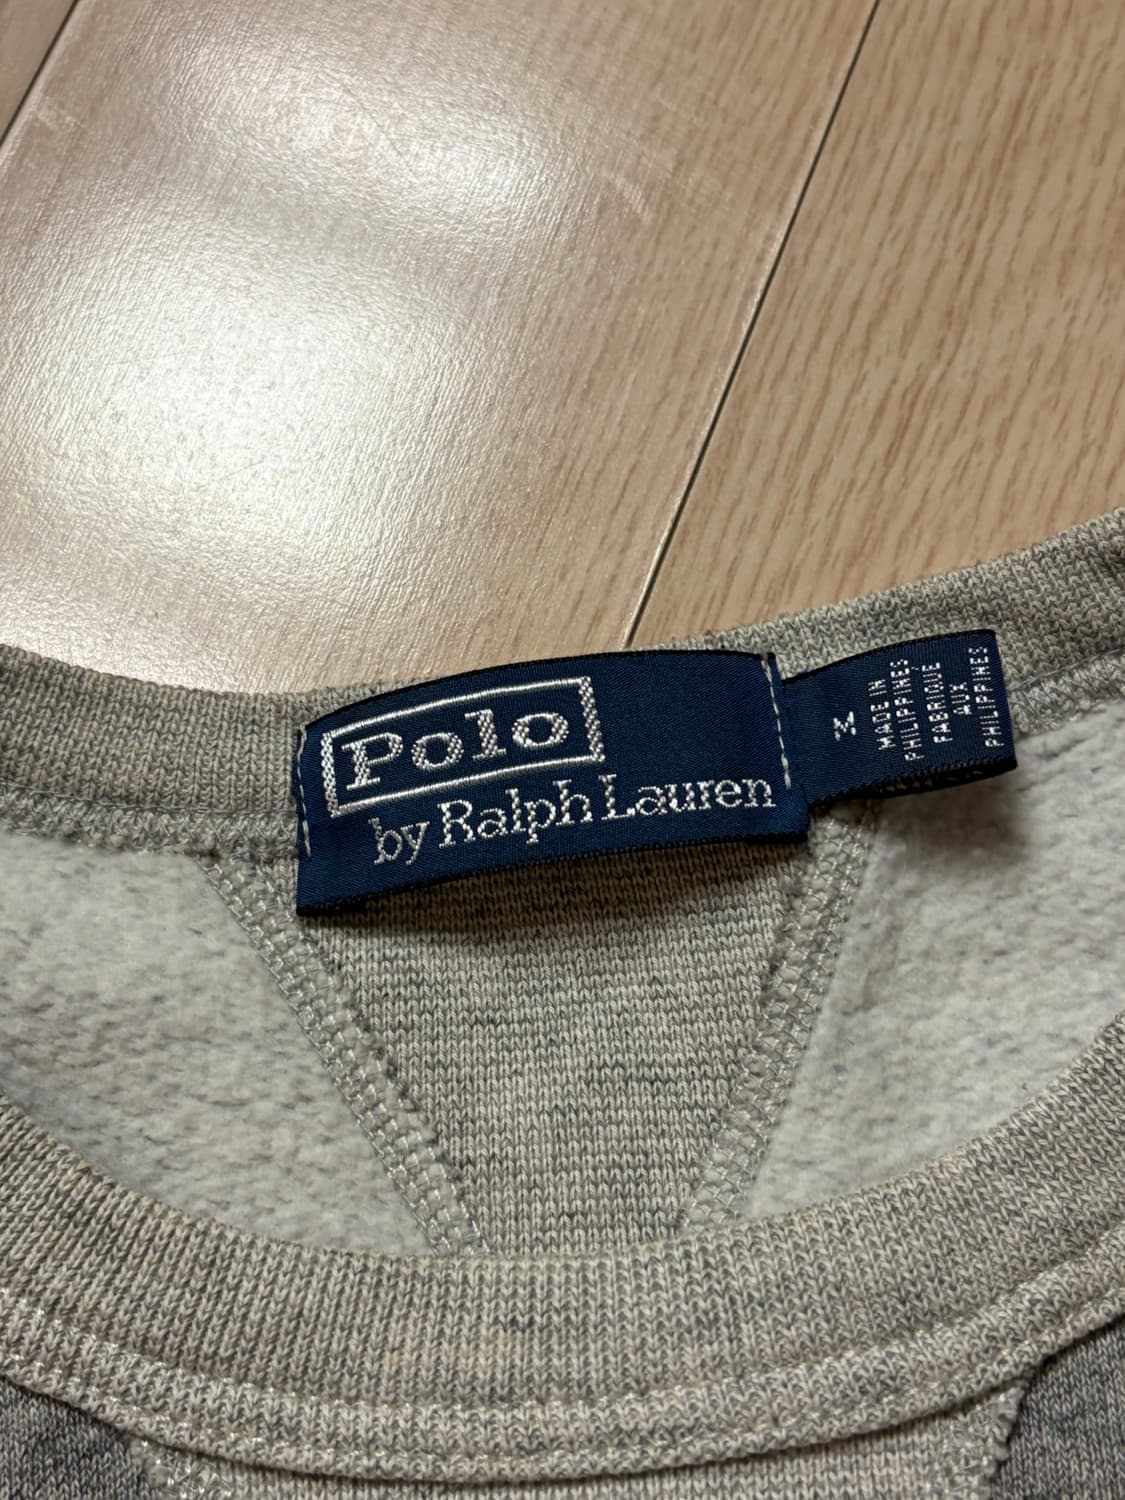 Polo
by Ralph Lauren
M
MADE IN
PHILIPPINES
FABRIQUE
AUX
PHILIPPINES